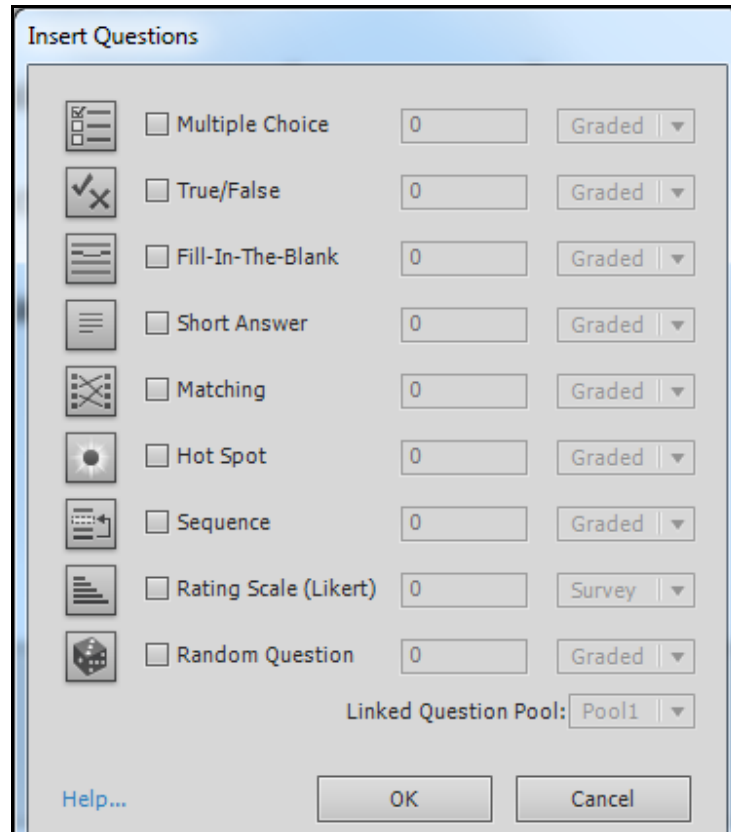 Insert Questions
Multiple Choice 0 Graded
True/False 0 Graded
Fill-In-The-Blank 0 Graded
Short Answer 0 Graded
Matching 0 Graded
Hot Spot 0 Graded
Sequence 0 Graded
Rating Scale (Likert) 0 Survey
Random Question 0 Graded
Linked Question Pool: Pool1
Help... OK Cancel